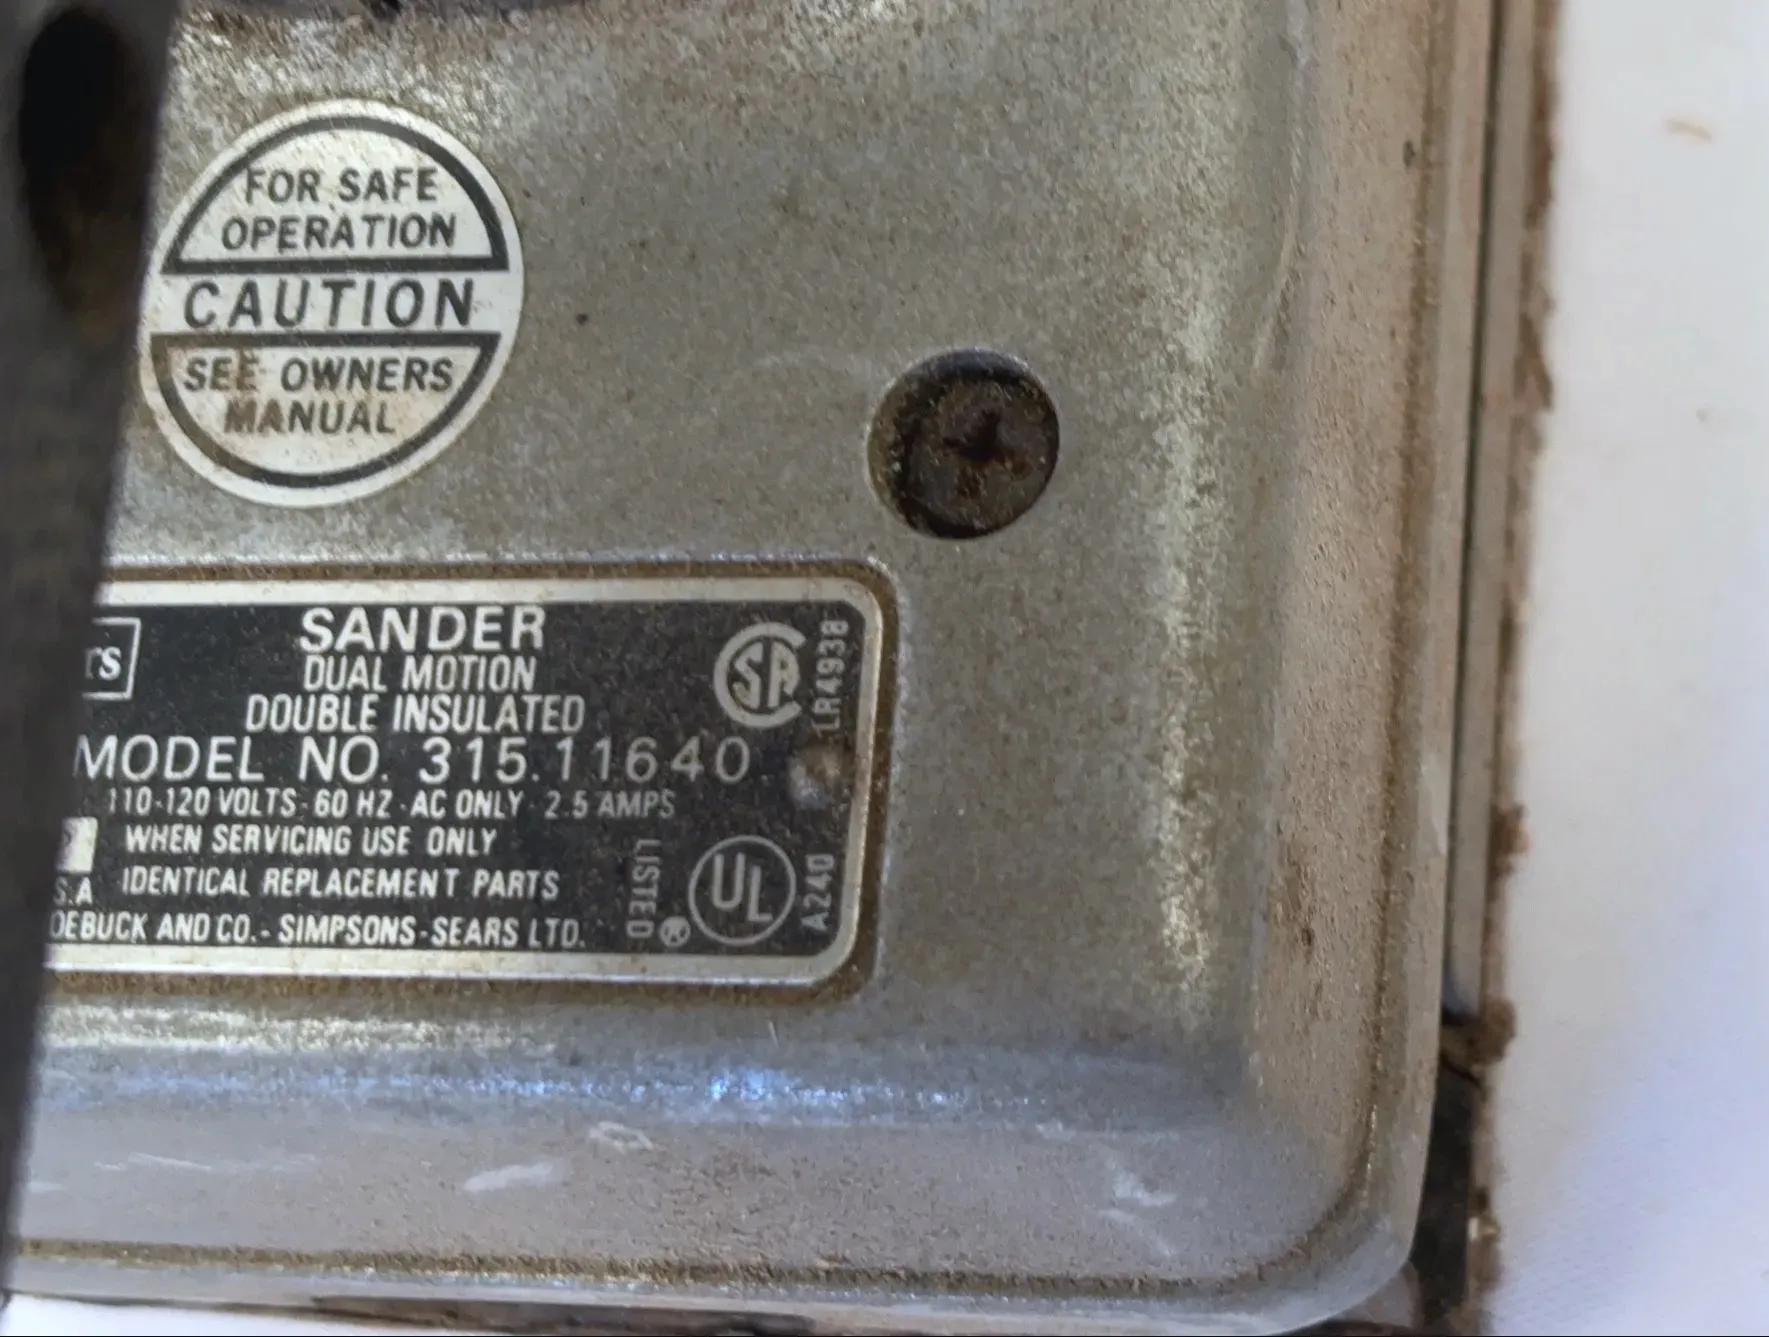 FOR SAFE
OPERATION
CAUTION
SEE OWNERS
MANUAL
rs
SANDER
DUAL MOTION
DOUBLE INSULATED
MODEL NO. 315.11640
110-120 VOLTS · 60 HZ · AC ONLY · 2.5 AMPS
WHEN SERVICING USE ONLY
IDENTICAL REPLACEMENT PARTS
S.A
OEBUCK AND CO. - SIMPSONS-SEARS LTD.
SA
LR4938
LISTED
UL
®
A240